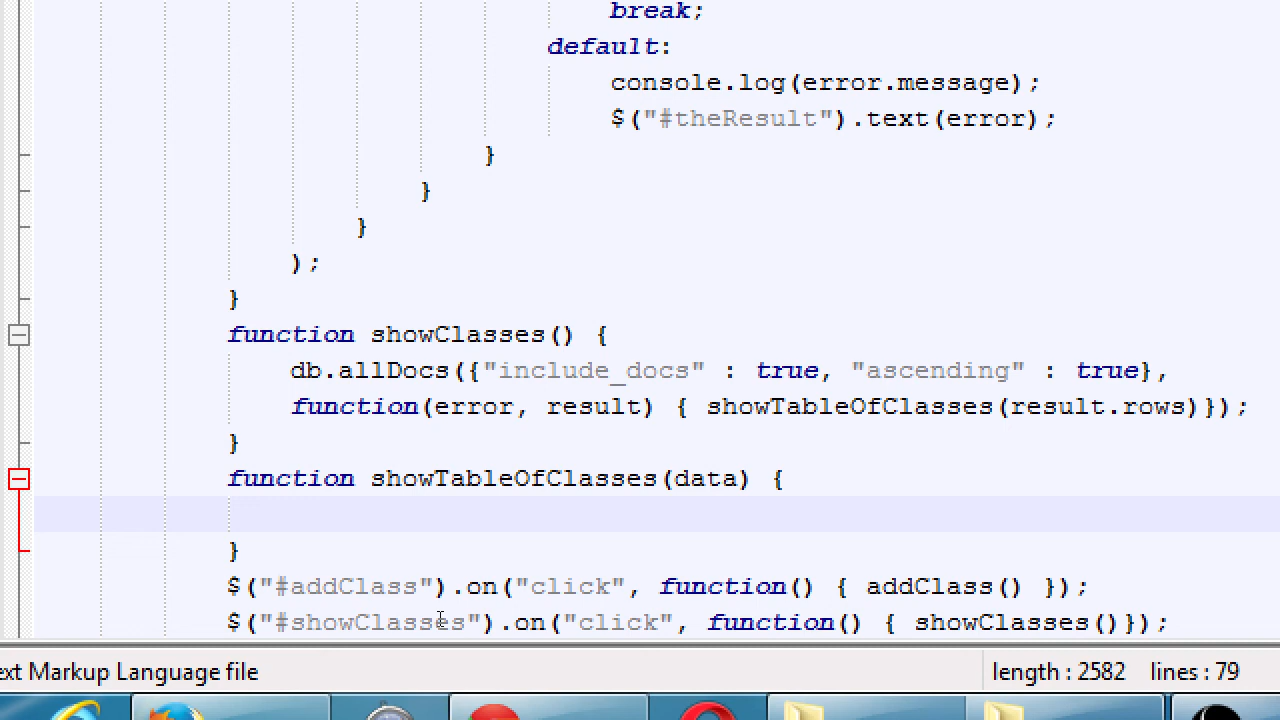 break;
default:
console.log(error.message);
$("#theResult").text(error);
}
}
}
);
}
function showClasses() {
db.allDocs({"include_docs" : true, "ascending" : true},
function(error, result) { showTableOfClasses(result.rows)});
}
function showTableOfClasses(data) {
}
$("#addClass").on("click", function() { addClass() });
$("#showClasses").on("click", function() { showClasses()});
ext Markup Language file length : 2582 lines : 79